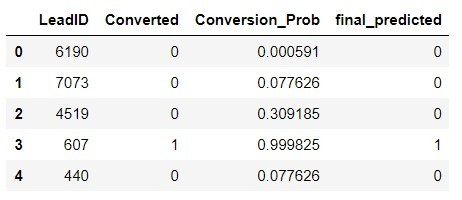 LeadID Converted Conversion_Prob final_predicted
0 6190 0 0.000591 0
1 7073 0 0.077626 0
2 4519 0 0.309185 0
3 607 1 0.999825 1
4 440 0 0.077626 0